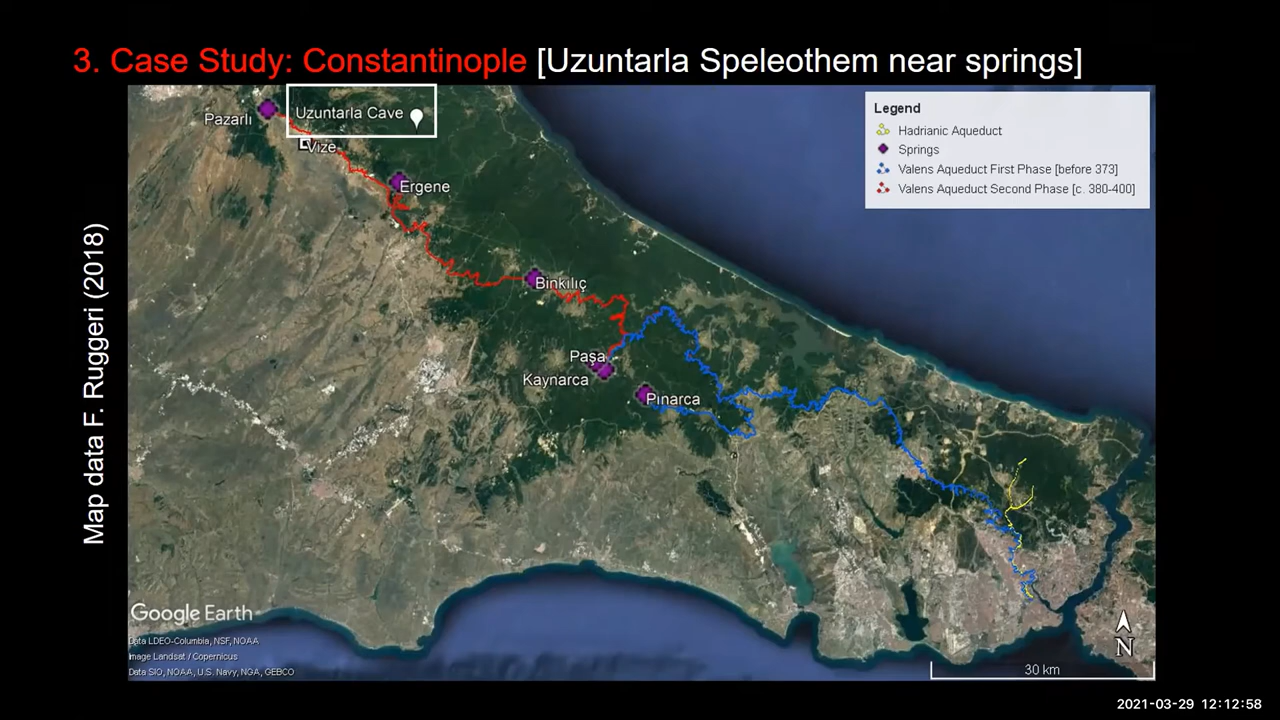 3. Case Study: Constantinople [Uzuntarla Speleothem near springs]
Map data F. Ruggeri (2018)
Pazarlı
Uzuntarla Cave
Vize
Ergene
Binkılıç
Paşa
Kaynarca
Pınarca
Legend
Hadrianic Aqueduct
Springs
Valens Aqueduct First Phase [before 373]
Valens Aqueduct Second Phase [c. 380-400]
Google Earth
Data LDEO-Columbia, NSF, NOAA
Image Landsat / Copernicus
Data SIO, NOAA, U.S. Navy, NGA, GEBCO
N
30 km
2021-03-29 12:12:58